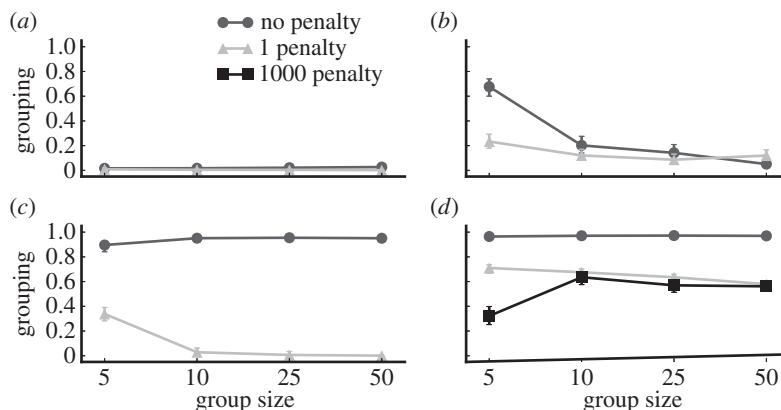 (a)
no penalty
1 penalty
1000 penalty
1.0
0.8
0.6
0.4
0.2
0
grouping
(b)
(c)
1.0
0.8
0.6
0.4
0.2
0
grouping
5 10 25 50
group size
(d)
5 10 25 50
group size